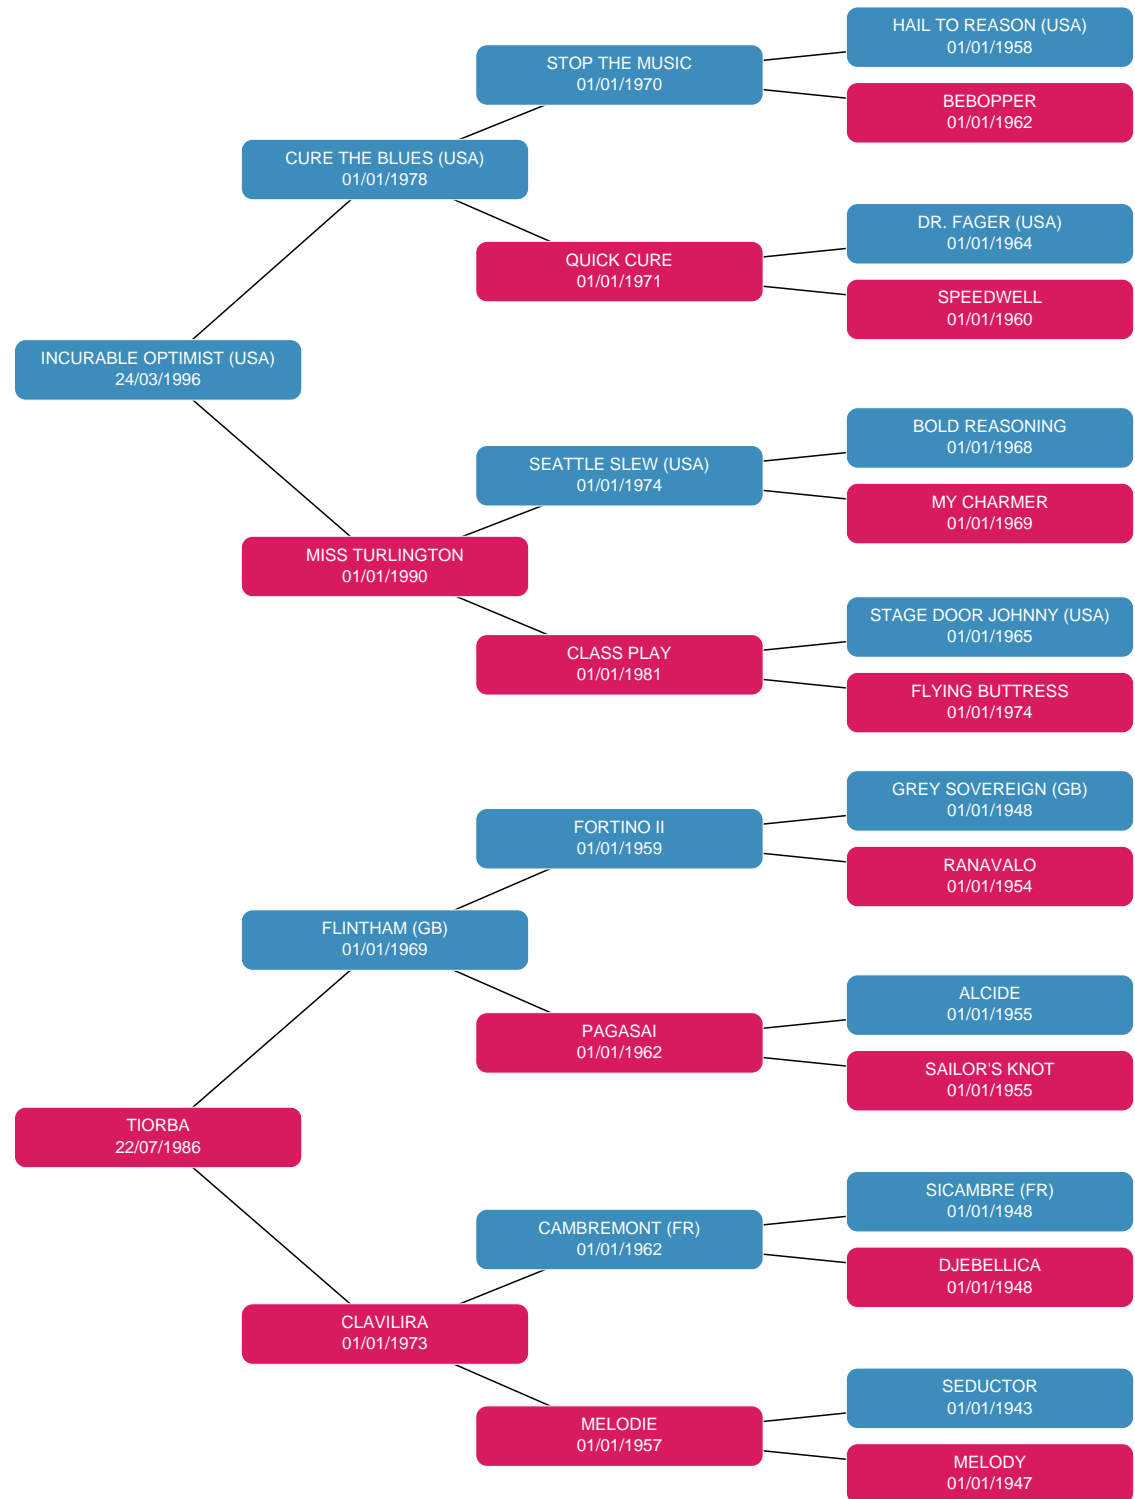 HAIL TO REASON (USA)
01/01/1958
STOP THE MUSIC
01/01/1970
BEBOPPER
01/01/1962
CURE THE BLUES (USA)
01/01/1978
DR. FAGER (USA)
01/01/1964
QUICK CURE
01/01/1971
SPEEDWELL
01/01/1960
INCURABLE OPTIMIST (USA)
24/03/1996
BOLD REASONING
01/01/1968
SEATTLE SLEW (USA)
01/01/1974
MY CHARMER
01/01/1969
MISS TURLINGTON
01/01/1990
STAGE DOOR JOHNNY (USA)
01/01/1965
CLASS PLAY
01/01/1981
FLYING BUTTRESS
01/01/1974
GREY SOVEREIGN (GB)
01/01/1948
FORTINO II
01/01/1959
RANAVALO
01/01/1954
FLINTHAM (GB)
01/01/1969
ALCIDE
01/01/1955
PAGASAI
01/01/1962
SAILOR'S KNOT
01/01/1955
TIORBA
22/07/1986
SICAMBRE (FR)
01/01/1948
CAMBREMONT (FR)
01/01/1962
DJEBELLICA
01/01/1948
CLAVILIRA
01/01/1973
SEDUCTOR
01/01/1943
MELODIE
01/01/1957
MELODY
01/01/1947